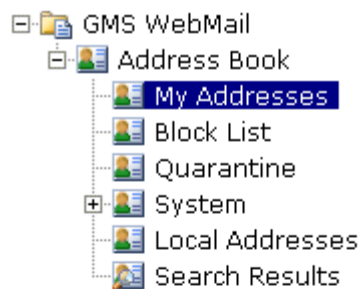 GMS WebMail
Address Book
My Addresses
Block List
Quarantine
System
Local Addresses
Search Results